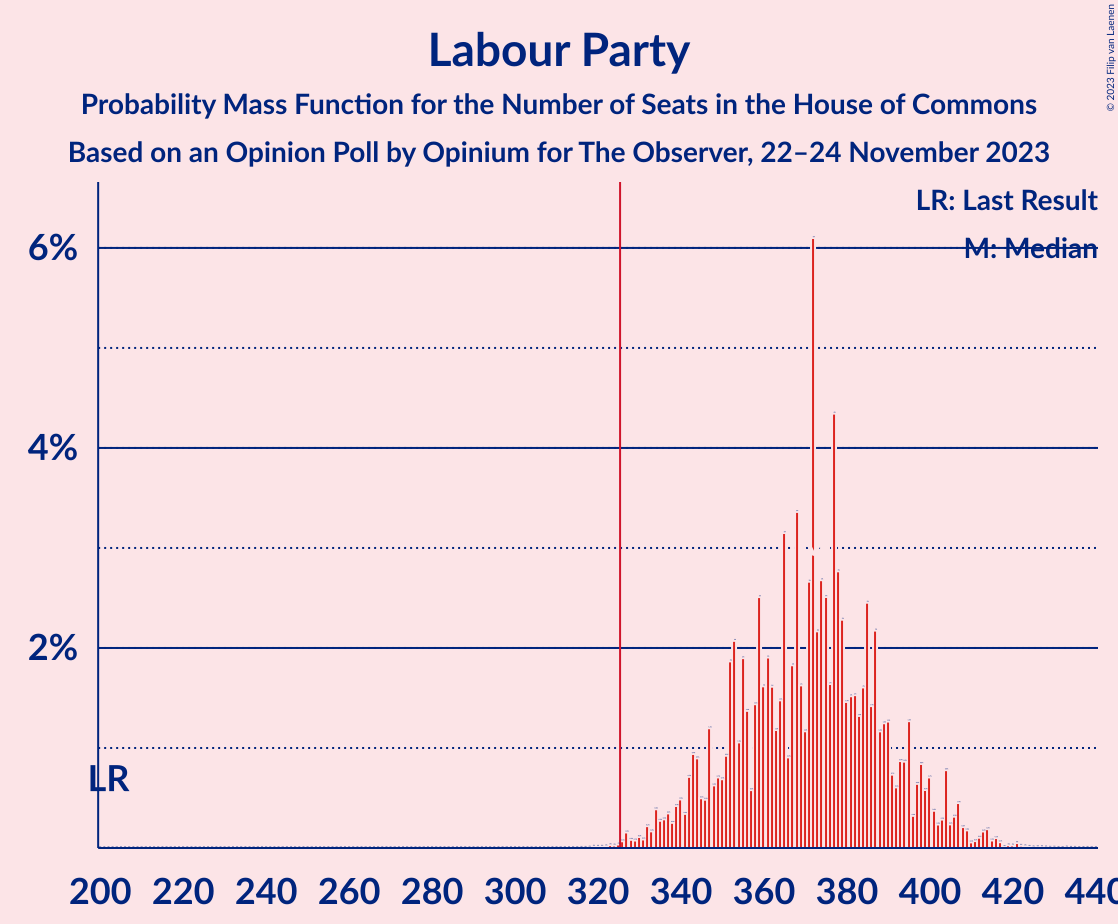 Labour Party
Probability Mass Function for the Number of Seats in the House of Commons
Based on an Opinion Poll by Opinium for The Observer, 22–24 November 2023
© 2023 Filip van Laenen
LR: Last Result
M: Median
6%
4%
2%
LR
200 220 240 260 280 300 320 340 360 380 400 420 440